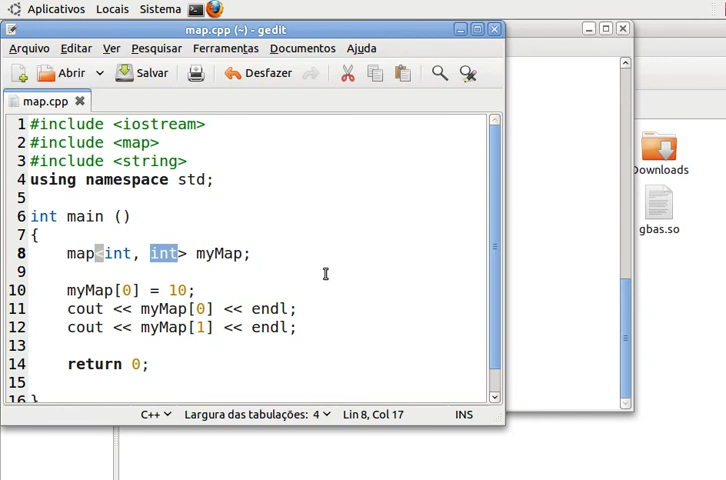 Aplicativos Locais Sistema
map.cpp (~) - gedit
Arquivo Editar Ver Pesquisar Ferramentas Documentos Ajuda
Abrir Salvar Desfazer
map.cpp
1 #include <iostream>
2 #include <map>
3 #include <string>
4 using namespace std;
5
6 int main ()
7 {
8 map<int, int> myMap;
9
10 myMap[0] = 10;
11 cout << myMap[0] << endl;
12 cout << myMap[1] << endl;
13
14 return 0;
15
16 }
C++ Largura das tabulações: 4 Lin 8, Col 17 INS
Downloads
gbas.so